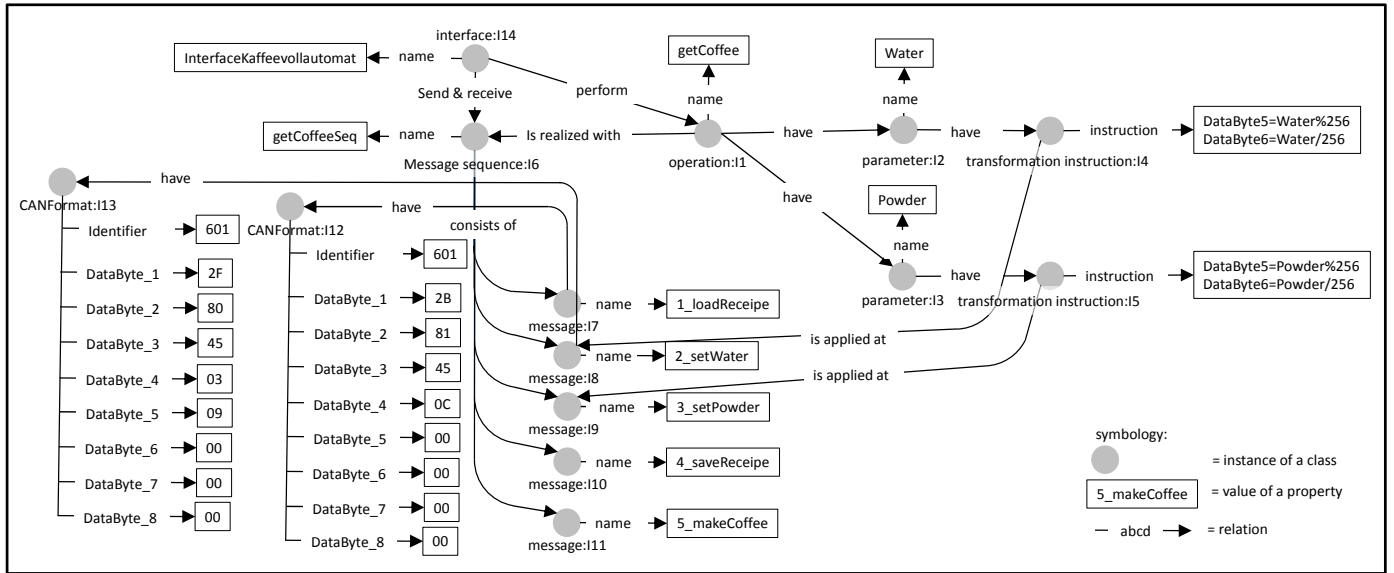 interface:I14
InterfaceKaffeevollautomat
name
Send & receive
perform
getCoffee
name
Water
name
getCoffeeSeq
name
Is realized with
have
have
instruction
DataByte5=Water%256
DataByte6=Water/256
Message sequence:I6
operation:I1
parameter:I2
transformation instruction:I4
have
CANFormat:I13
have
Powder
name
have
CANFormat:I12
consists of
Identifier
601
Identifier
601
have
instruction
DataByte5=Powder%256
DataByte6=Powder/256
parameter:I3
transformation instruction:I5
DataByte_1
2F
DataByte_2
80
DataByte_3
45
DataByte_4
03
DataByte_5
09
DataByte_6
00
DataByte_7
00
DataByte_8
00
DataByte_1
2B
DataByte_2
81
DataByte_3
45
DataByte_4
0C
DataByte_5
00
DataByte_6
00
DataByte_7
00
DataByte_8
00
name
1_loadReceipe
message:I7
is applied at
name
2_setWater
message:I8
is applied at
name
3_setPowder
message:I9
name
4_saveReceipe
message:I10
name
5_makeCoffee
message:I11
symbology:
= instance of a class
5_makeCoffee
= value of a property
abcd
= relation